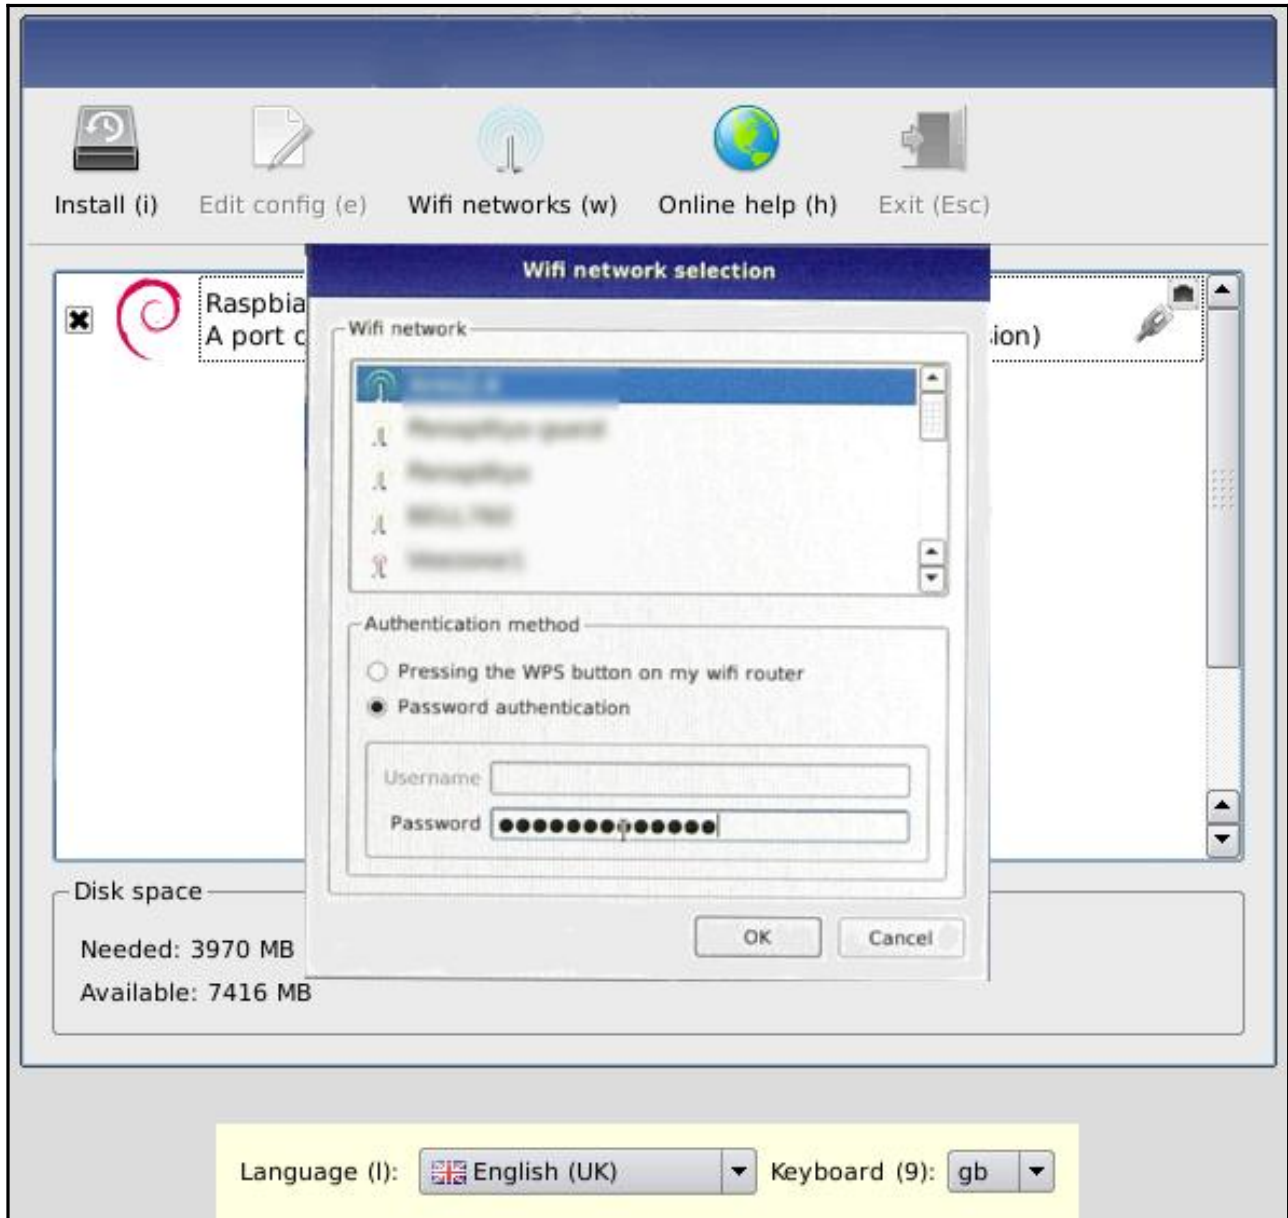 Install (i)
Edit config (e)
Wifi networks (w)
Online help (h)
Exit (Esc)
Wifi network selection
Raspbia
A port o
ion)
Wifi network
Authentication method
Pressing the WPS button on my wifi router
Password authentication
Username
Password
OK
Cancel
Disk space
Needed: 3970 MB
Available: 7416 MB
Language (l):
English (UK)
Keyboard (9):
gb